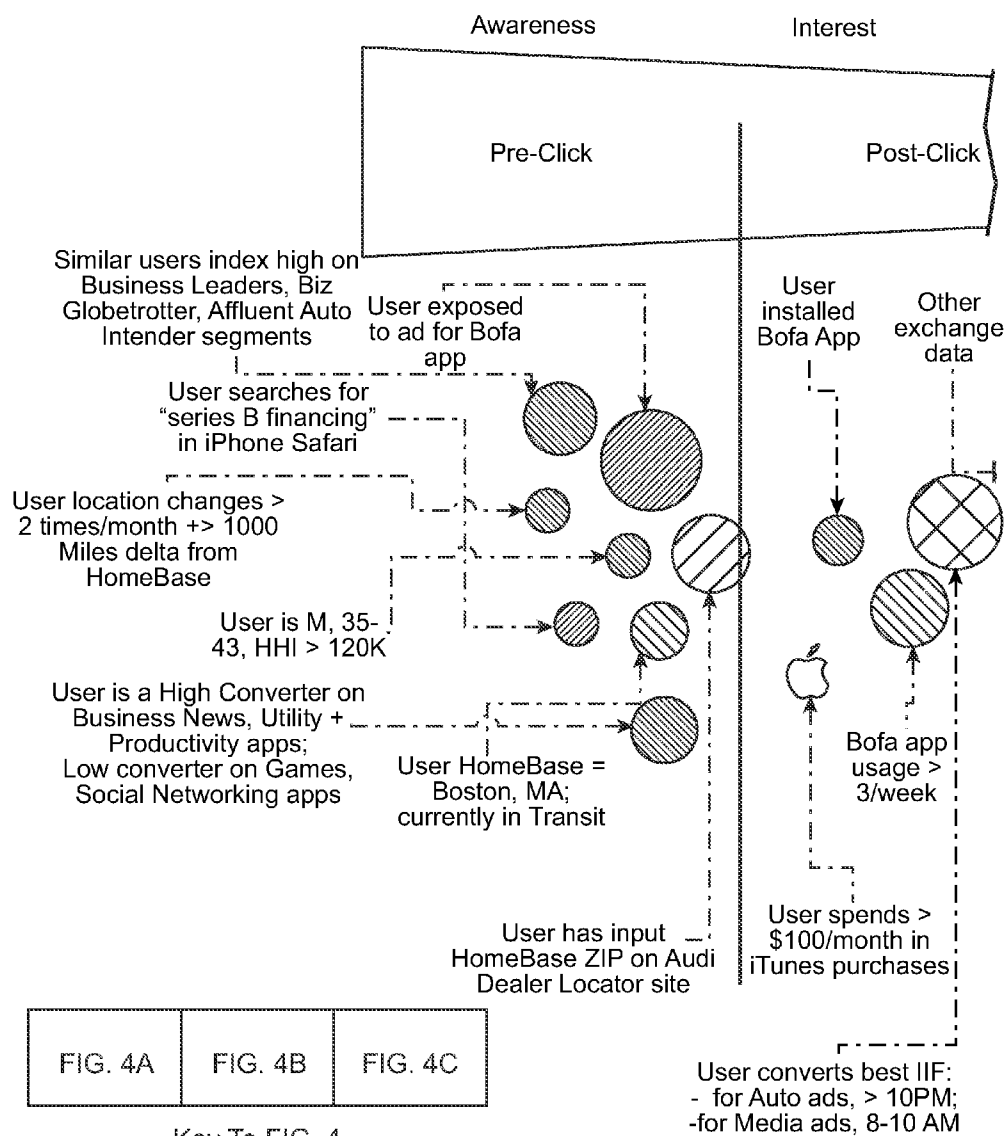 Awareness
Interest
Pre-Click
Post-Click
Similar users index high on
Business Leaders, Biz
Globetrotter, Affluent Auto
Intender segments
User exposed
to ad for Bofa
app
User
installed
Bofa App
Other
exchange
data
User searches for
“series B financing”
in iPhone Safari
User location changes >
2 times/month +> 1000
Miles delta from
HomeBase
User is M, 35-
43, HHI > 120K
User is a High Converter on
Business News, Utility +
Productivity apps;
Low converter on Games,
Social Networking apps
User HomeBase =
Boston, MA;
currently in Transit
Bofa app
usage >
3/week
User has input
HomeBase ZIP on Audi
Dealer Locator site
User spends >
$100/month in
iTunes purchases
FIG. 4A
FIG. 4B
FIG. 4C
Key To FIG. 4
User converts best IIF:
- for Auto ads, > 10PM;
-for Media ads, 8-10 AM